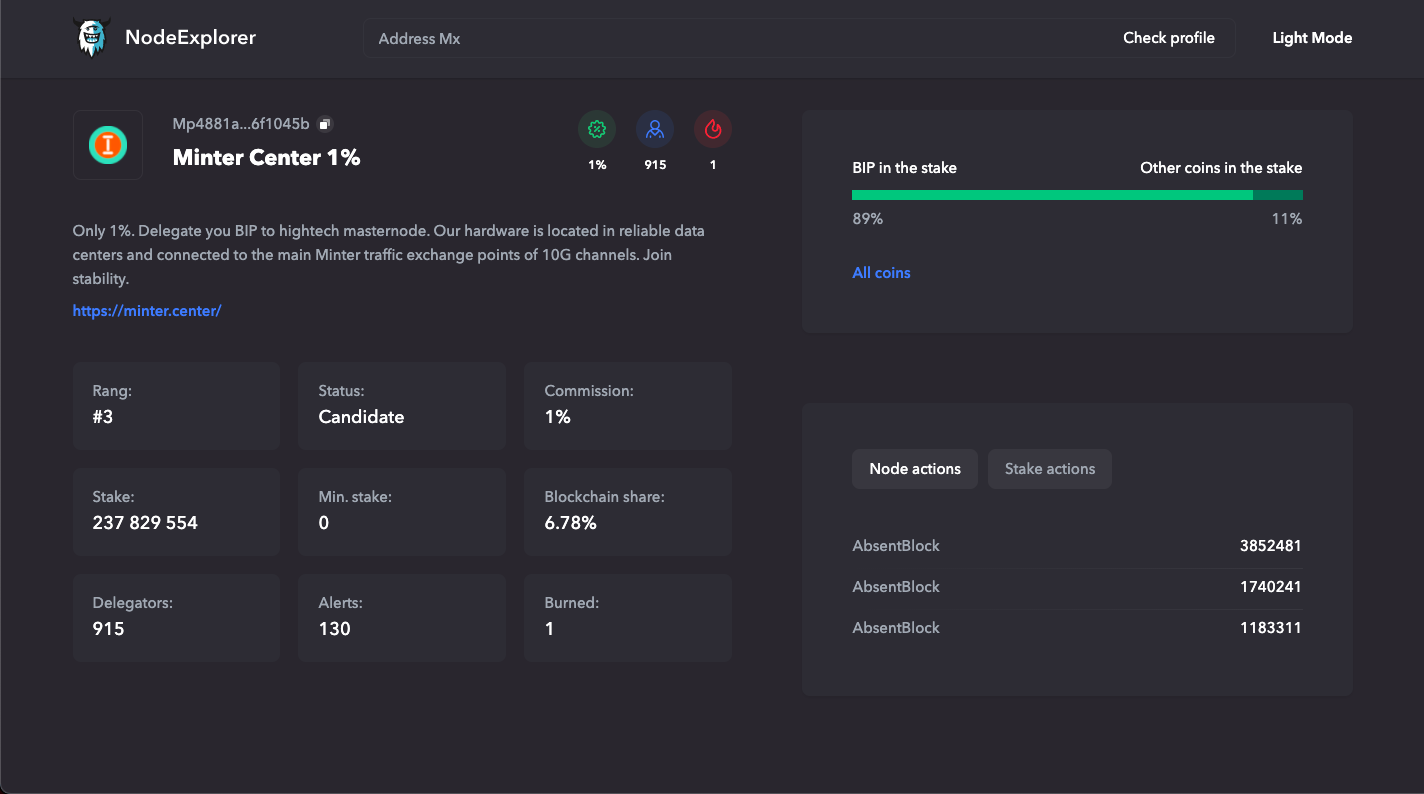 NodeExplorer
Address Mx
Check profile
Light Mode
Mp4881a...6f1045b
Minter Center 1%
1%
915
1
Only 1%. Delegate you BIP to hightech masternode. Our hardware is located in reliable data
centers and connected to the main Minter traffic exchange points of 10G channels. Join
stability.
https://minter.center/
Rang:
#3
Status:
Candidate
Commission:
1%
Stake:
237 829 554
Min. stake:
0
Blockchain share:
6.78%
Delegators:
915
Alerts:
130
Burned:
1
BIP in the stake
Other coins in the stake
89%
11%
All coins
Node actions
Stake actions
AbsentBlock 3852481
AbsentBlock 1740241
AbsentBlock 1183311